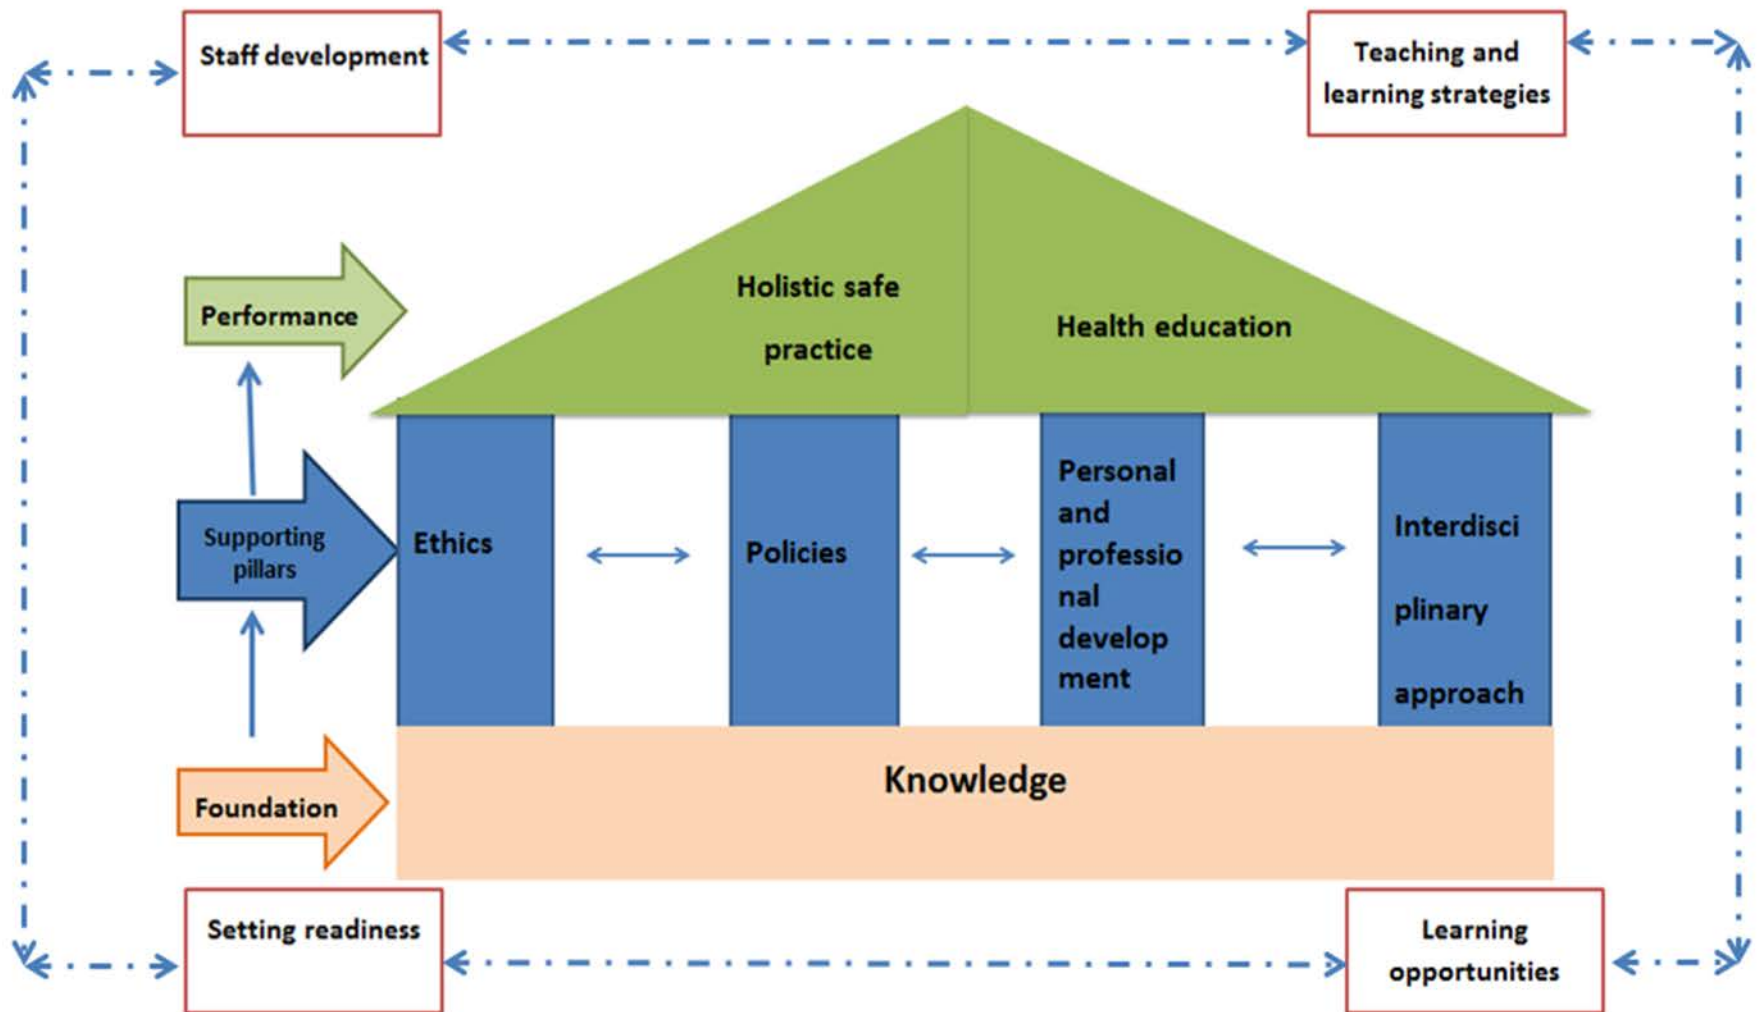 Staff development
Teaching and
learning strategies
Holistic safe
practice
Health education
Performance
Supporting
pillars
Ethics
Policies
Personal
and
professio
nal
develop
ment
Interdisci
plinary
approach
Foundation
Knowledge
Setting readiness
Learning
opportunities